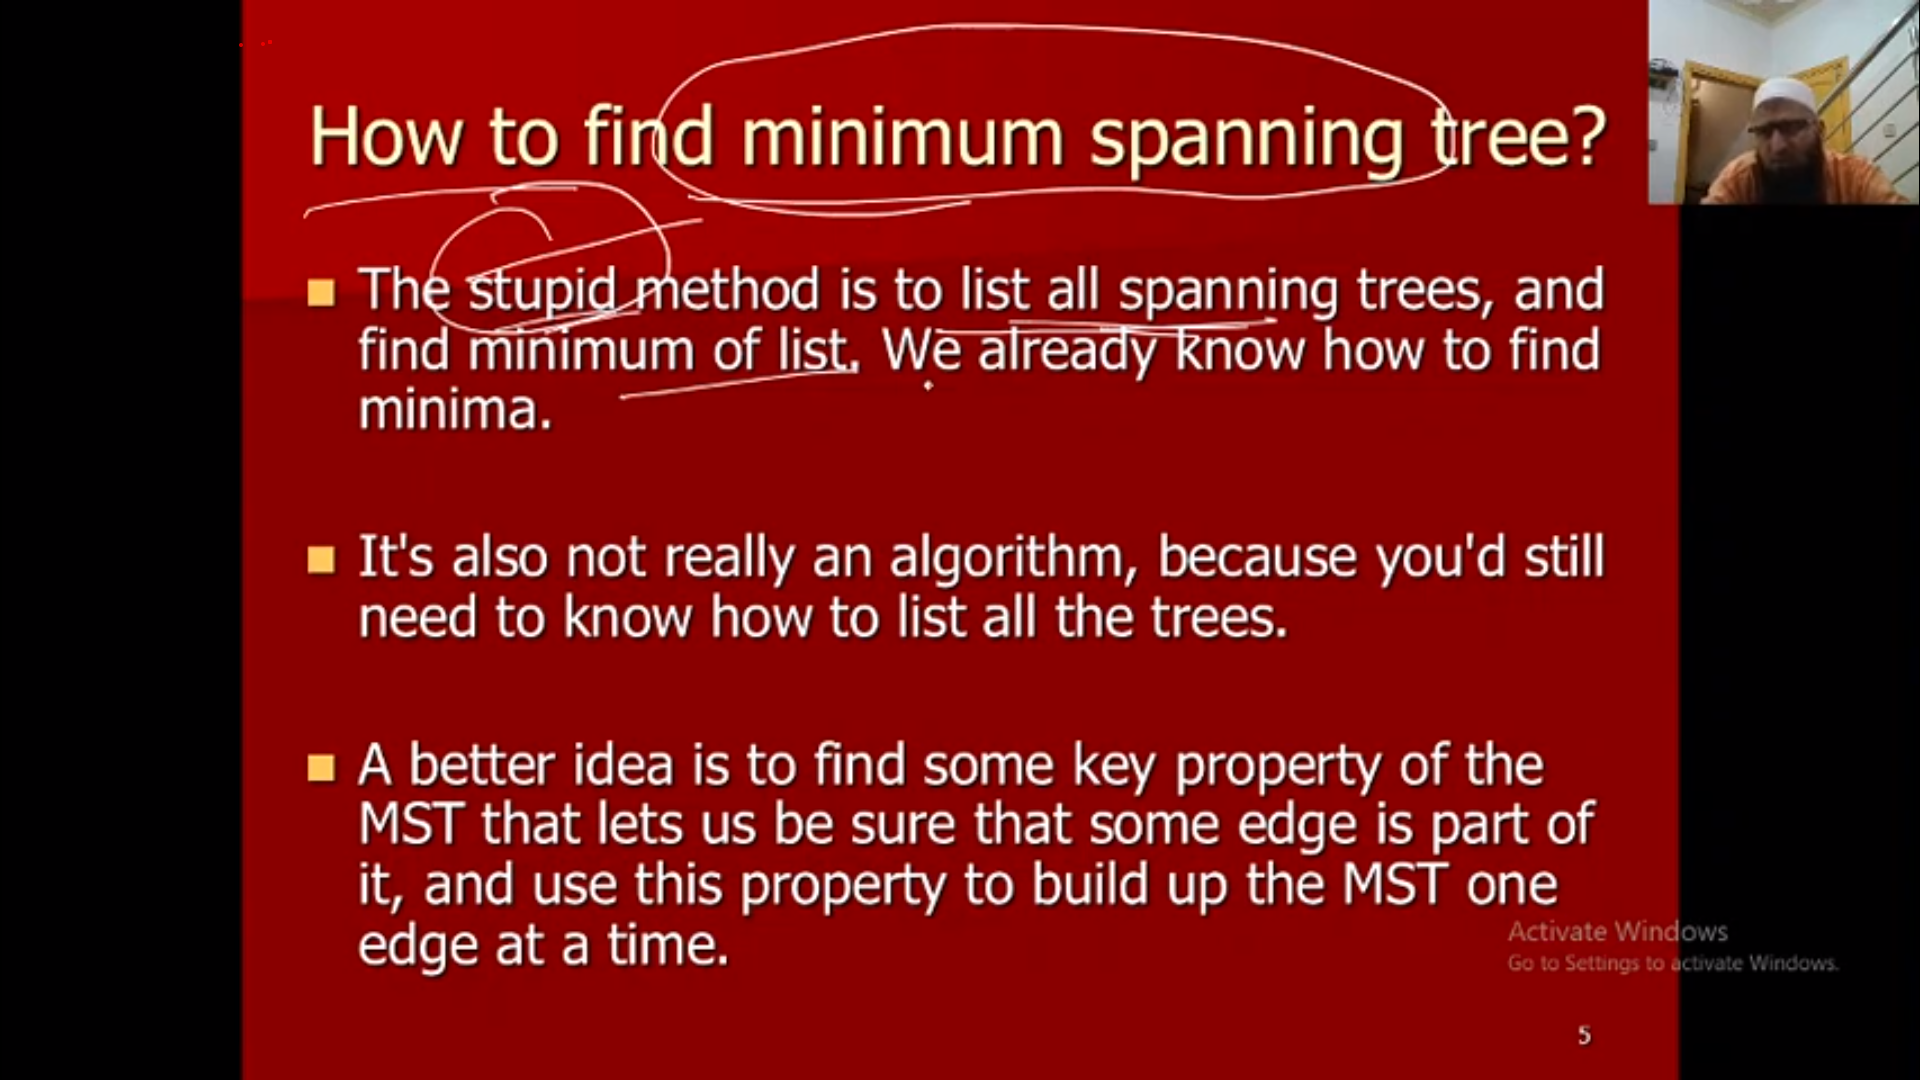 How to find minimum spanning tree?
■ The stupid method is to list all spanning trees, and
find minimum of list. We already know how to find
minima.
■ It's also not really an algorithm, because you'd still
need to know how to list all the trees.
■ A better idea is to find some key property of the
MST that lets us be sure that some edge is part of
it, and use this property to build up the MST one
edge at a time.
Activate Windows
Go to Settings to activate Windows.
5